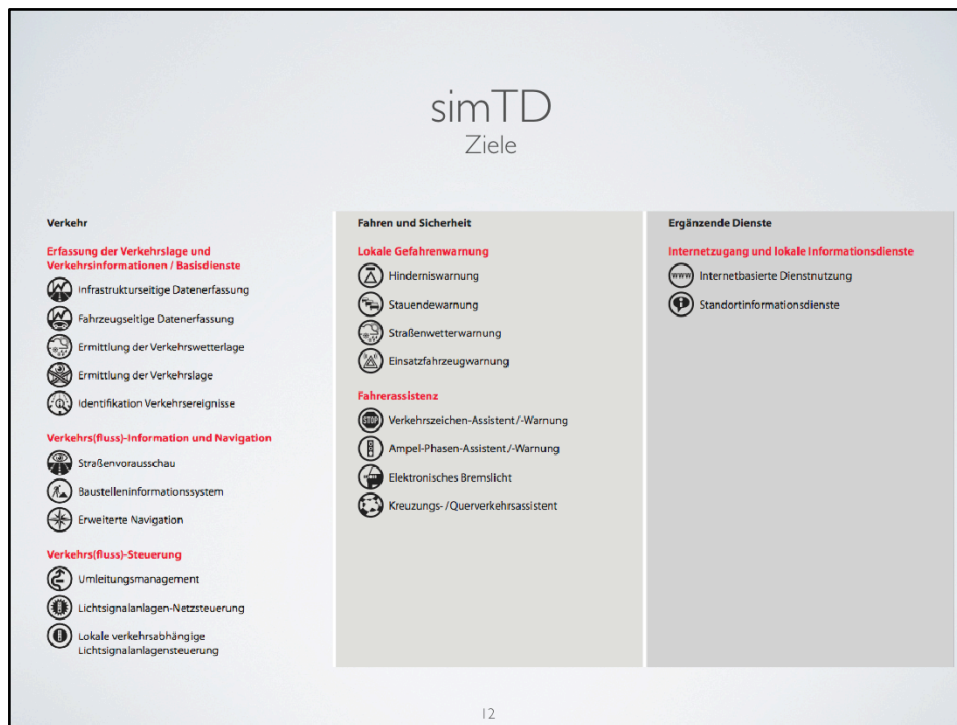 simTD
Ziele
Verkehr
Erfassung der Verkehrslage und
Verkehrsinformationen / Basisdienste
Infrastrukturseitige Datenerfassung
Fahrzeugseitige Datenerfassung
Ermittlung der Verkehrswetterlage
Ermittlung der Verkehrslage
Identifikation Verkehrsereignisse
Verkehrs(fluss)-Information und Navigation
Straßenvorausschau
Baustelleninformationssystem
Erweiterte Navigation
Verkehrs(fluss)-Steuerung
Umleitungsmanagement
Lichtsignalanlagen-Netzsteuerung
Lokale verkehrsabhängige
Lichtsignalanlagensteuerung
Fahren und Sicherheit
Lokale Gefahrenwarnung
Hinderniswarnung
Stauendewarnung
Straßenwetterwarnung
Einsatzfahrzeugwarnung
Fahrerassistenz
STOP
Verkehrszeichen-Assistent/-Warnung
Ampel-Phasen-Assistent/-Warnung
Elektronisches Bremslicht
Kreuzungs-/Querverkehrsassistent
Ergänzende Dienste
Internetzugang und lokale Informationsdienste
www
Internetbasierte Dienstnutzung
Standortinformationsdienste
12